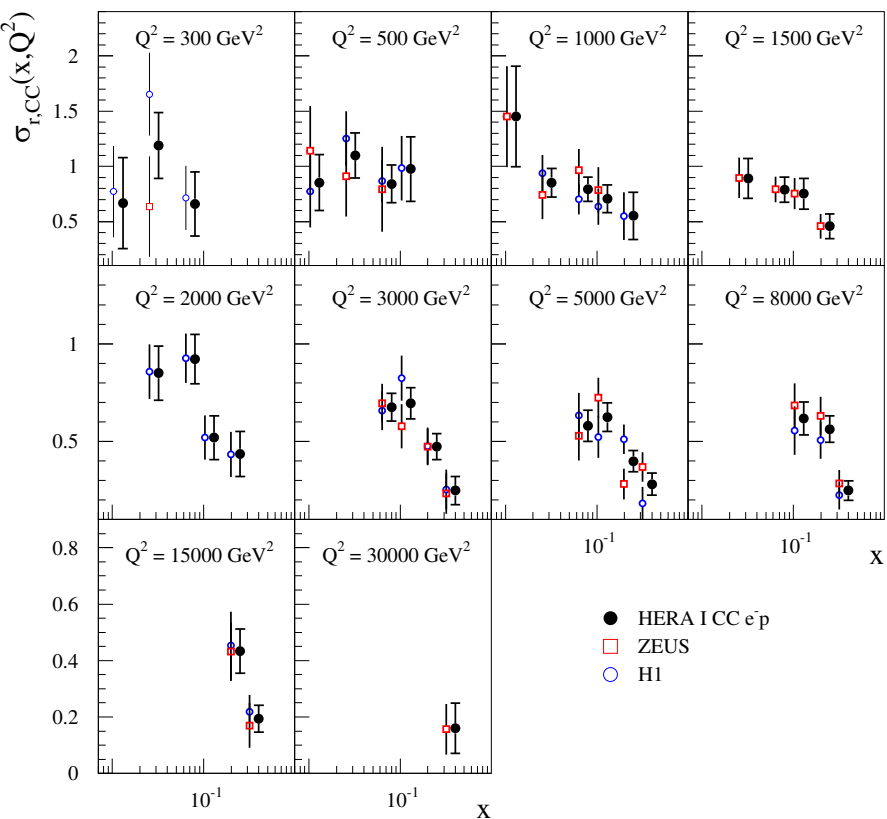 σr,CC(x,Q²)
Q² = 300 GeV²
Q² = 500 GeV²
Q² = 1000 GeV²
Q² = 1500 GeV²
2
1.5
1
0.5
Q² = 2000 GeV²
Q² = 3000 GeV²
Q² = 5000 GeV²
Q² = 8000 GeV²
1
0.5
10⁻¹
10⁻¹
x
Q² = 15000 GeV²
Q² = 30000 GeV²
0.8
0.6
0.4
0.2
0
10⁻¹
10⁻¹
x
HERA I CC e⁻p
ZEUS
H1